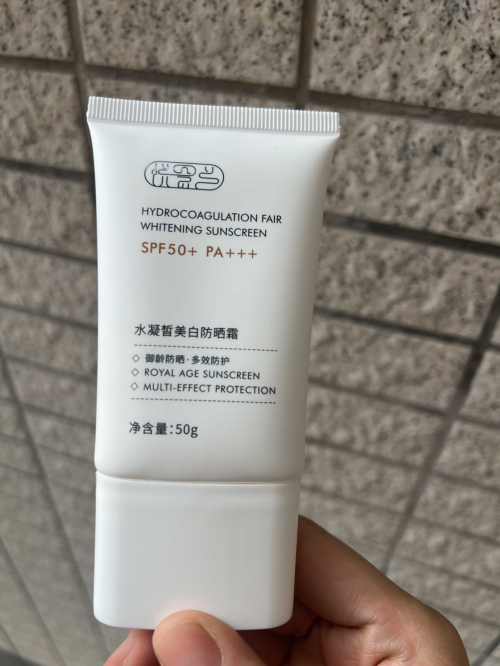 HYDROCOAGULATION FAIR
WHITENING SUNSCREEN
SPF50+ PA+++
水凝皙美白防晒霜
◇ 御龄防晒·多效防护
◇ ROYAL AGE SUNSCREEN
◇ MULTI-EFFECT PROTECTION
净含量:50g